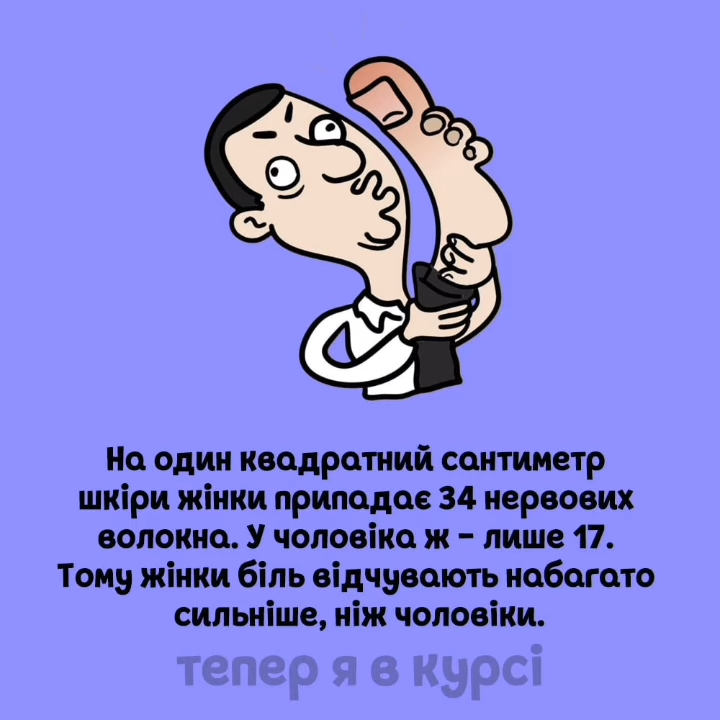 На один квадратний сантиметр
шкіри жінки припадає 34 нервових
волокна. У чоловіка ж - лише 17.
Тому жінки біль відчувають набагато
сильніше, ніж чоловіки.
тепер я в курсі